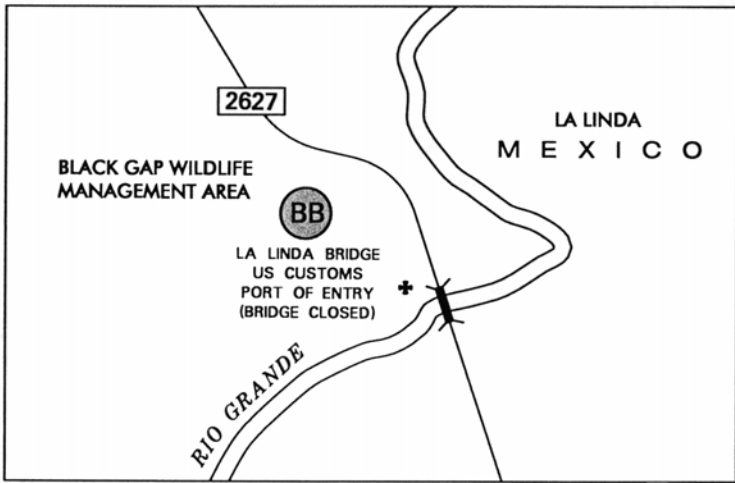 2627
LA LINDA
MEXICO
BLACK GAP WILDLIFE
MANAGEMENT AREA
BB
LA LINDA BRIDGE
US CUSTOMS
PORT OF ENTRY
(BRIDGE CLOSED)
RIO GRANDE